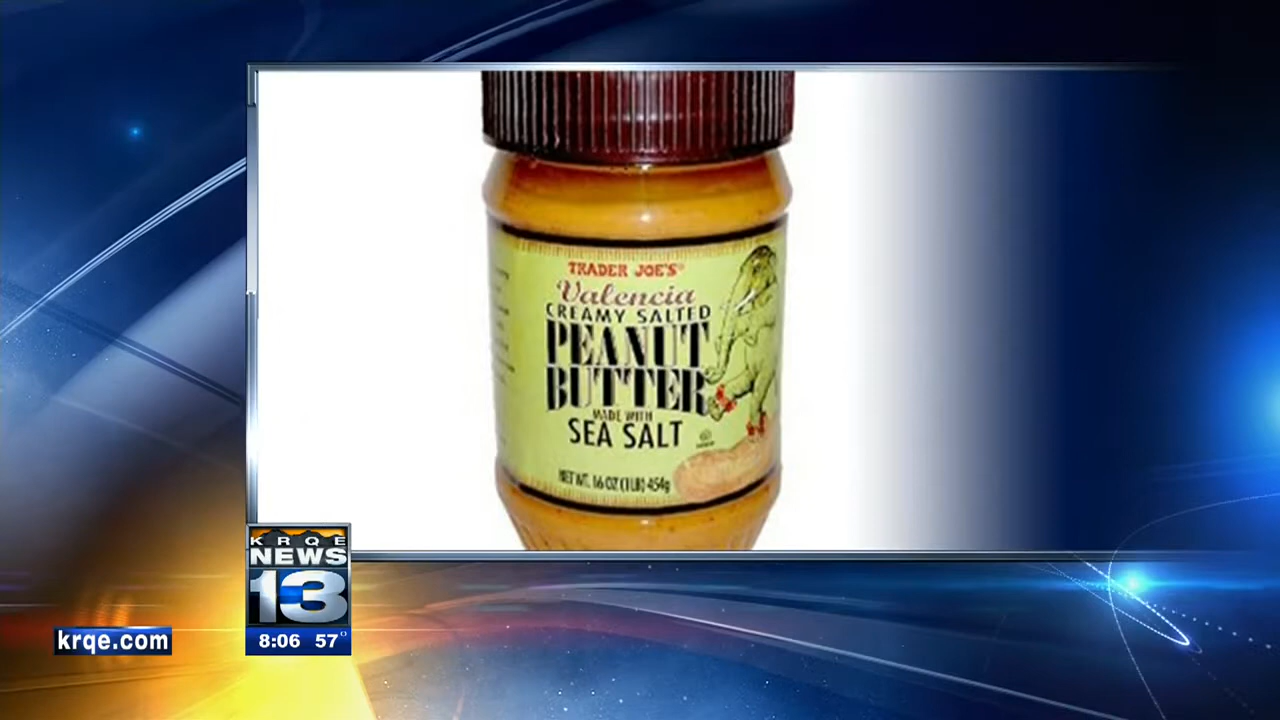 TRADER JOE'S®
Valencia
CREAMY SALTED
PEANUT
BUTTER
MADE WITH
SEA SALT
NET WT. 16 OZ (1 LB) 454g
KRQE
NEWS
13
8:06 57°
krqe.com